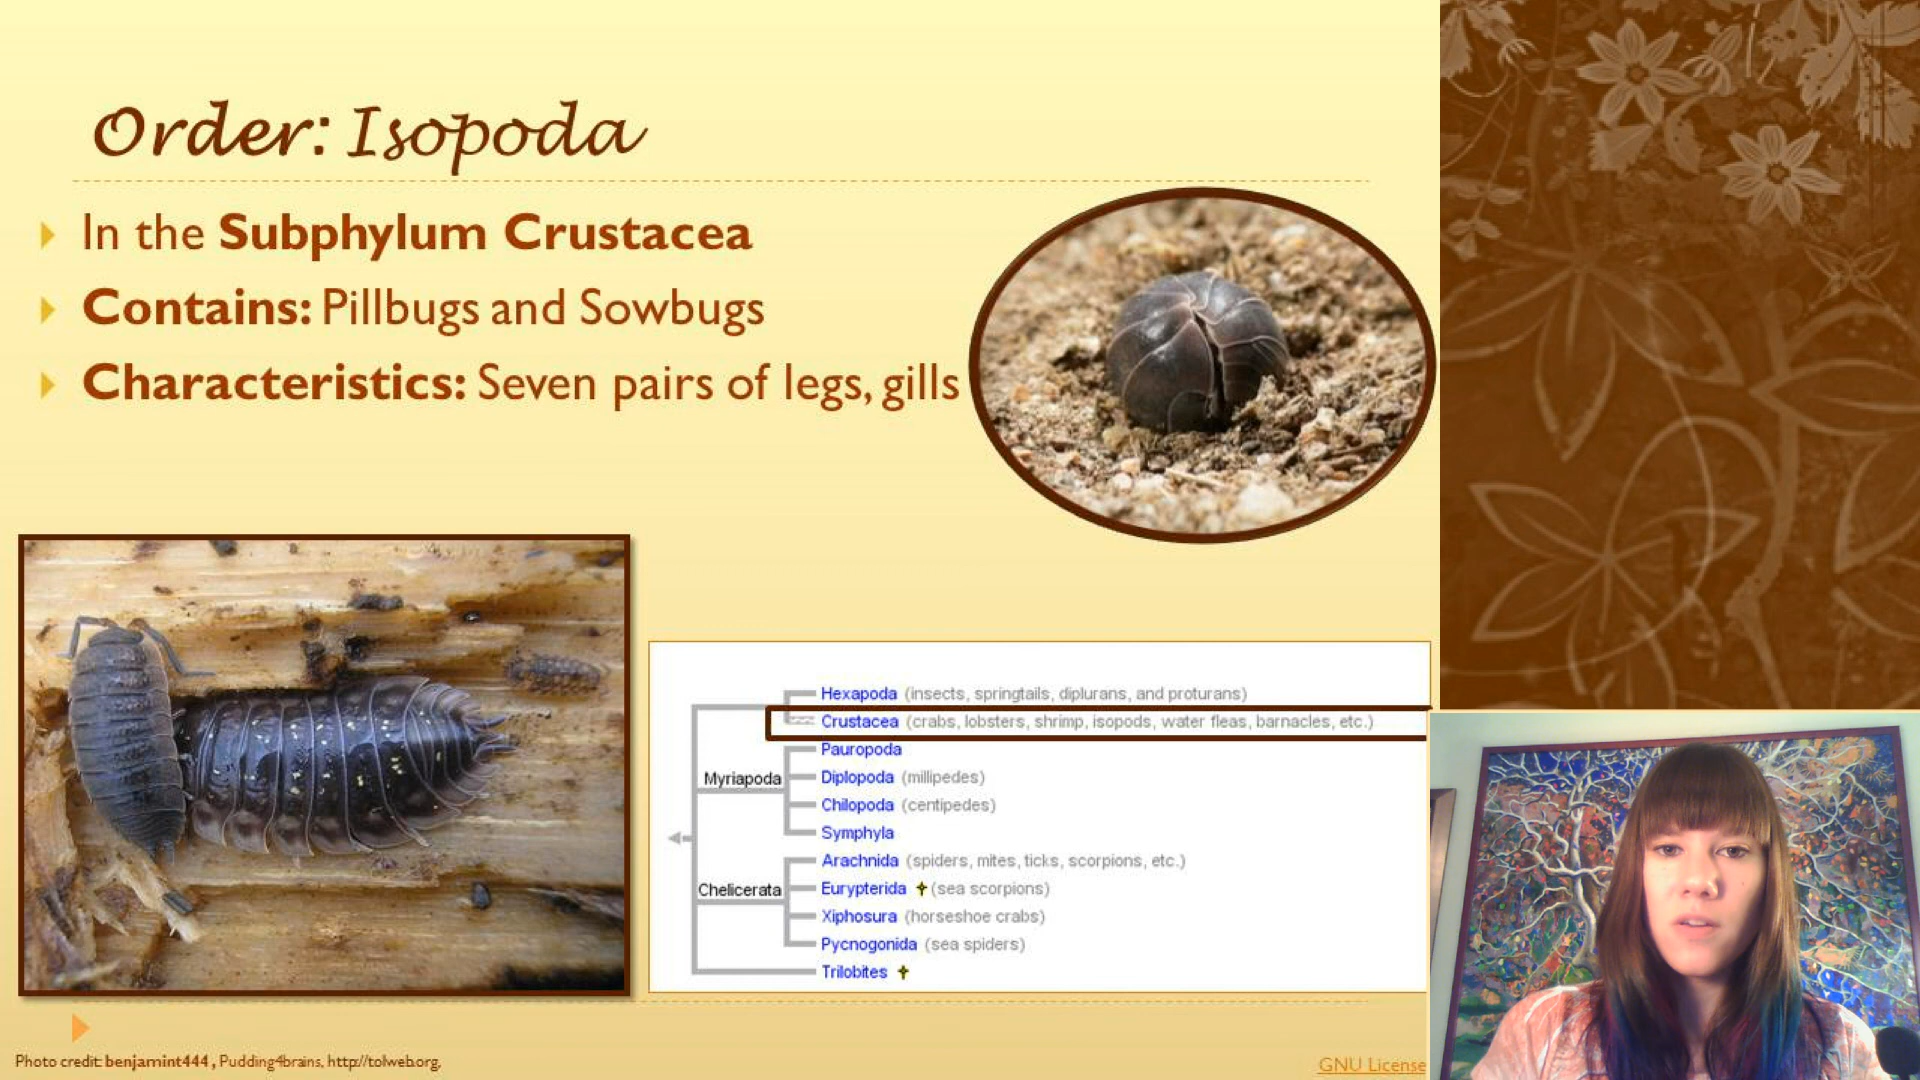 Order: Isopoda
In the Subphylum Crustacea
Contains: Pillbugs and Sowbugs
Characteristics: Seven pairs of legs, gills
Hexapoda (insects, springtails, diplurans, and proturans)
Crustacea (crabs, lobsters, shrimp, isopods, water fleas, barnacles, etc.)
Pauropoda
Myriapoda
Diplopoda (millipedes)
Chilopoda (centipedes)
Symphyla
Arachnida (spiders, mites, ticks, scorpions, etc.)
Chelicerata
Eurypterida ✝ (sea scorpions)
Xiphosura (horseshoe crabs)
Pycnogonida (sea spiders)
Trilobites ✝
Photo credit: benjamint444, Pudding4brains, http://tolweb.org.
GNU License